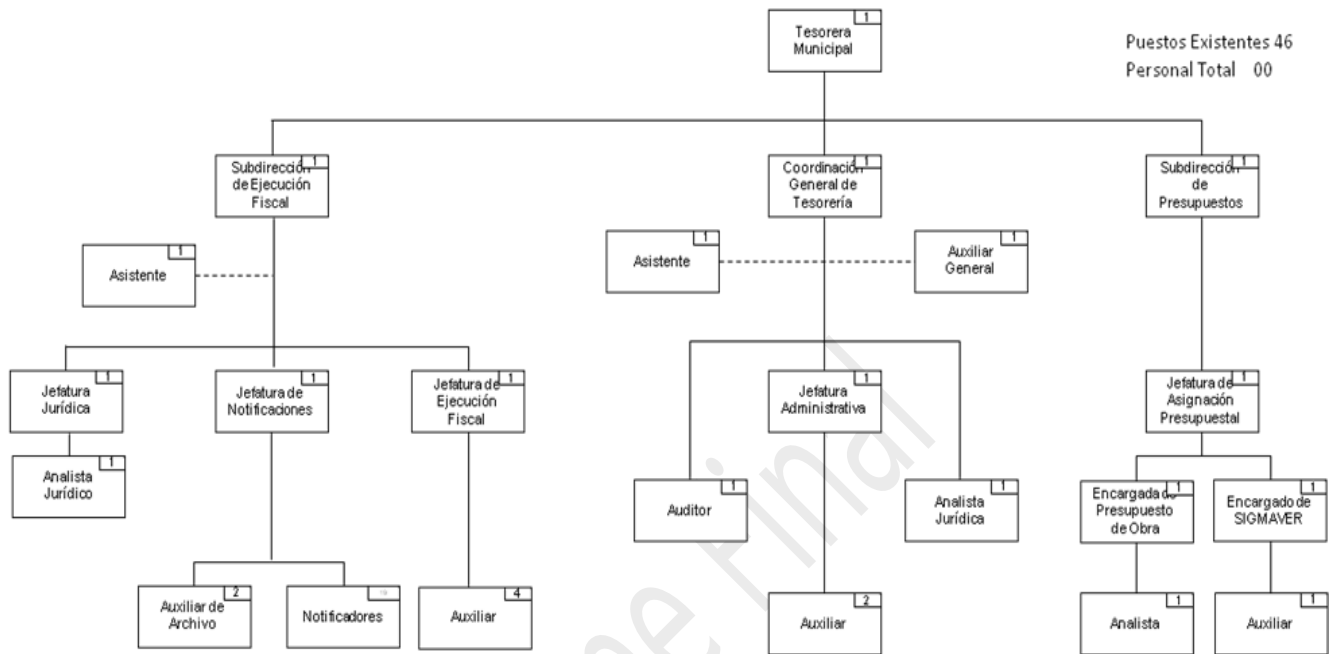 1
Tesorera
Municipal
Puestos Existentes 46
Personal Total 00
1
Subdirección
de Ejecución
Fiscal
1
Coordinación
General de
Tesorería
1
Subdirección
de
Presupuestos
1
Asistente
1
Asistente
1
Auxiliar
General
1
Jefatura
Jurídica
1
Jefatura de
Notificaciones
1
Jefatura de
Ejecución
Fiscal
1
Jefatura
Administrativa
1
Jefatura de
Asignación
Presupuestal
1
Analista
Jurídico
1
Auditor
1
Analista
Jurídica
1
Encargada de
Presupuesto
de Obra
1
Encargado de
SIGMAVER
2
Auxiliar de
Archivo
Notificadores
4
Auxiliar
2
Auxiliar
1
Analista
1
Auxiliar
Final